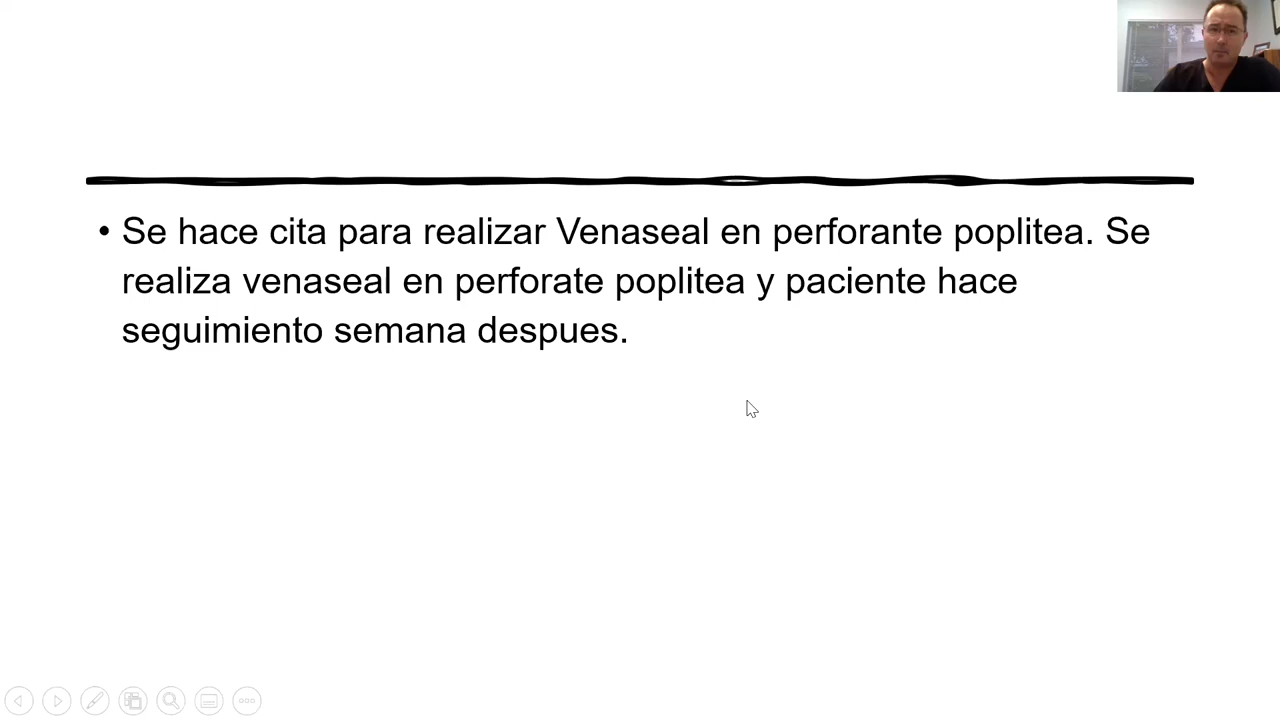 • Se hace cita para realizar Venaseal en perforante poplitea. Se
realiza venaseal en perforate poplitea y paciente hace
seguimiento semana despues.